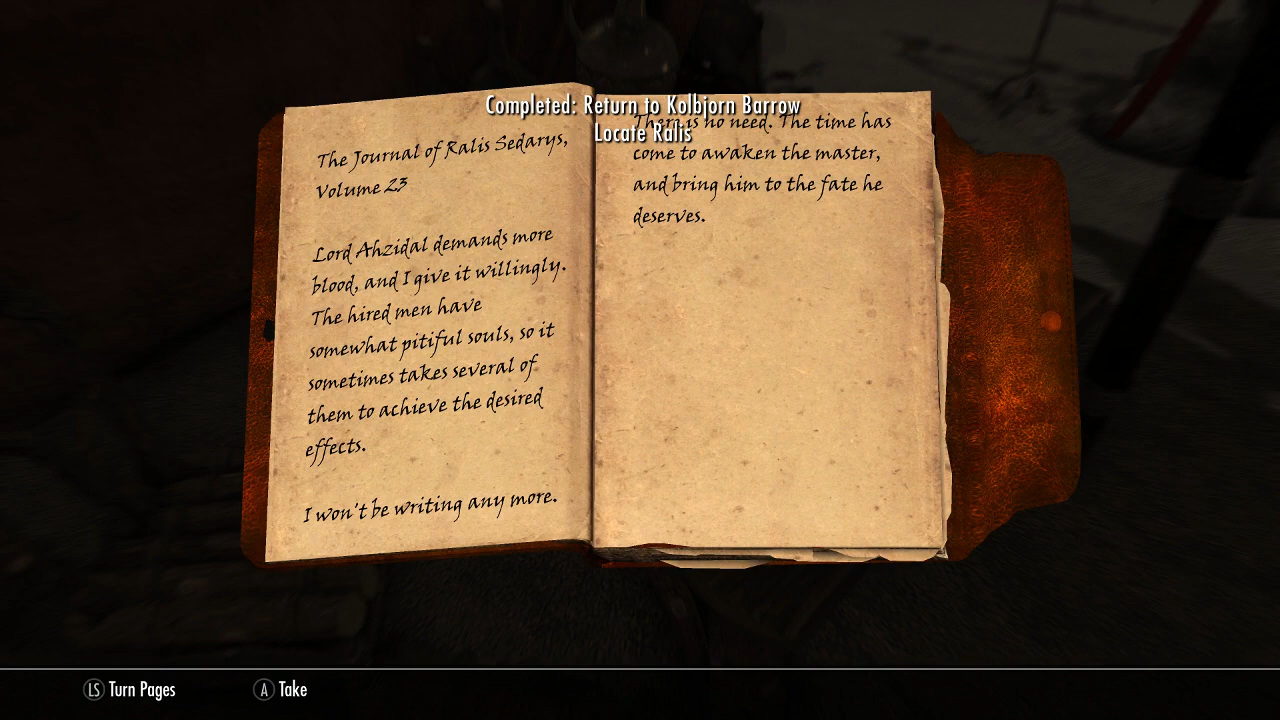 Completed: Return to Kolbjorn Barrow
Locate Ralis
The Journal of Ralis Sedarys,
Volume 23
Lord Ahzidal demands more
blood, and I give it willingly.
The hired men have
somewhat pitiful souls, so it
sometimes takes several of
them to achieve the desired
effects.
I won't be writing any more.
There is no need. The time has
come to awaken the master,
and bring him to the fate he
deserves.
LS Turn Pages
A Take